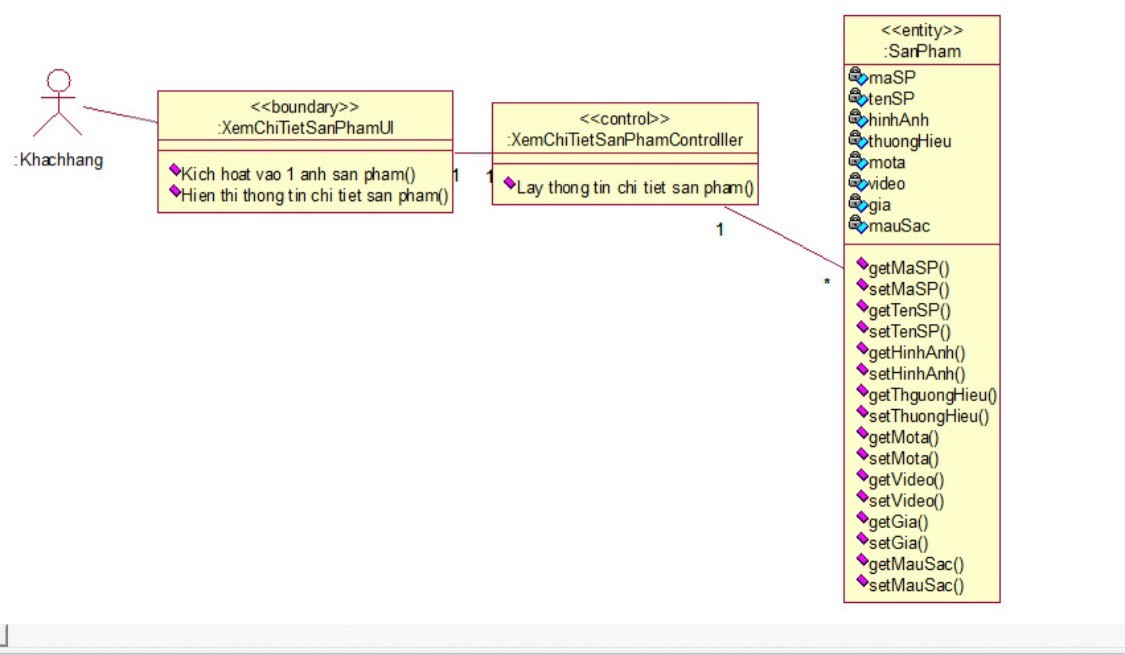 :Khachhang
<<boundary>>
:XemChiTietSanPhamUI
Kich hoat vao 1 anh san pham()
Hien thi thong tin chi tiet san pham()
1
1
<<control>>
:XemChiTietSanPhamControlller
Lay thong tin chi tiet san pham()
1
*
<<entity>>
:SanPham
maSP
tenSP
hinhAnh
thuongHieu
mota
video
gia
mauSac
getMaSP()
setMaSP()
getTenSP()
setTenSP()
getHinhAnh()
setHinhAnh()
getThguongHieu()
setThuongHieu()
getMota()
setMota()
getVideo()
setVideo()
getGia()
setGia()
getMauSac()
setMauSac()